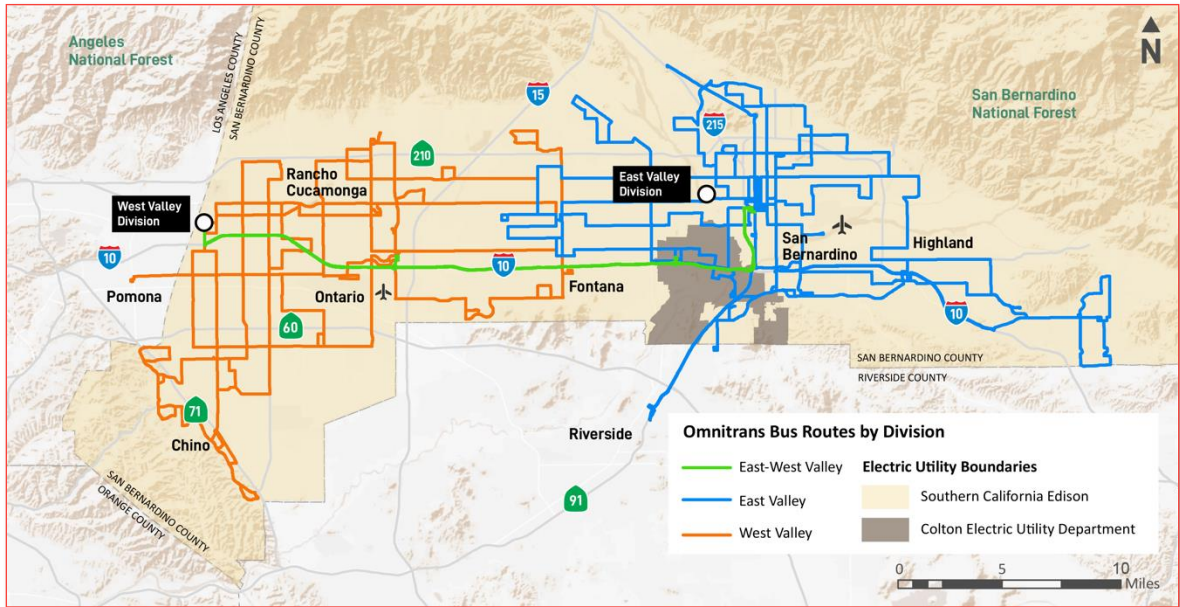 Angeles
National Forest
LOS ANGELES COUNTY
SAN BERNARDINO COUNTY
N
15
San Bernardino
National Forest
215
210
Rancho
Cucamonga
East Valley
Division
West Valley
Division
10
San
Bernardino
Highland
10
Pomona
Ontario
Fontana
60
10
SAN BERNARDINO COUNTY
RIVERSIDE COUNTY
71
Chino
Riverside
SAN BERNARDINO COUNTY
ORANGE COUNTY
91
Omnitrans Bus Routes by Division
East-West Valley
East Valley
West Valley
Electric Utility Boundaries
Southern California Edison
Colton Electric Utility Department
0 5 10
Miles